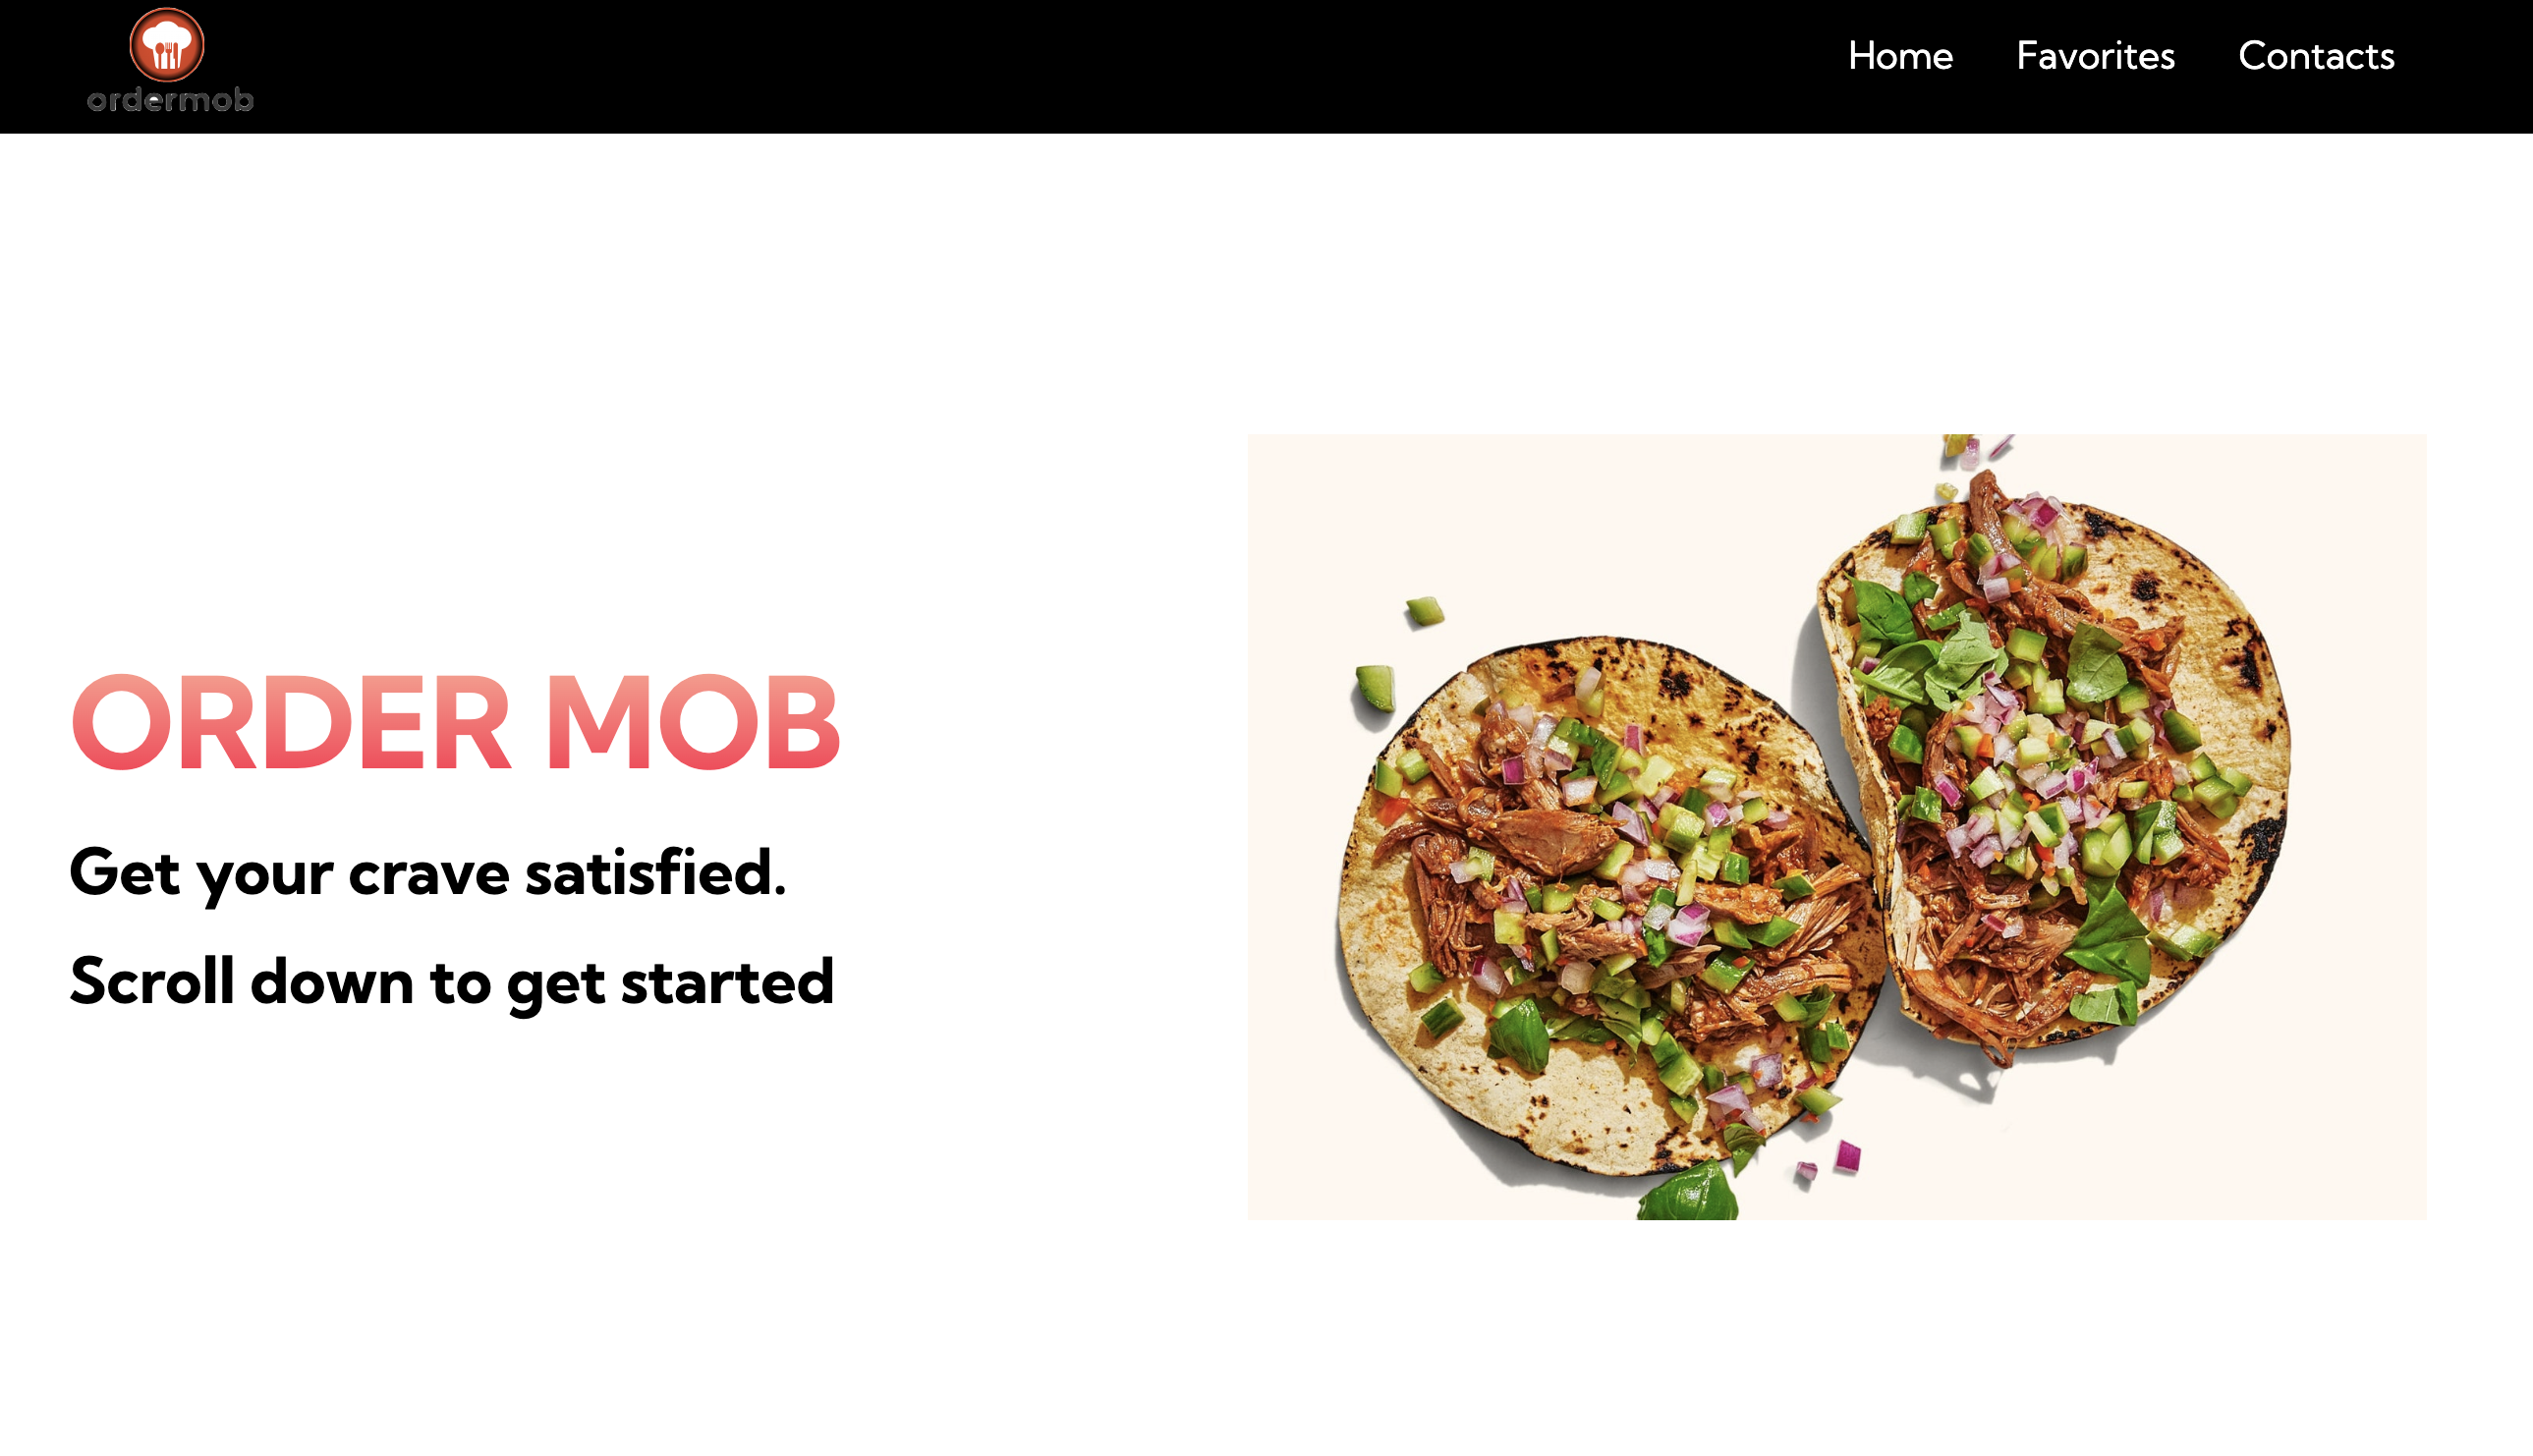 ordermob
Home Favorites Contacts
ORDER MOB
Get your crave satisfied.
Scroll down to get started